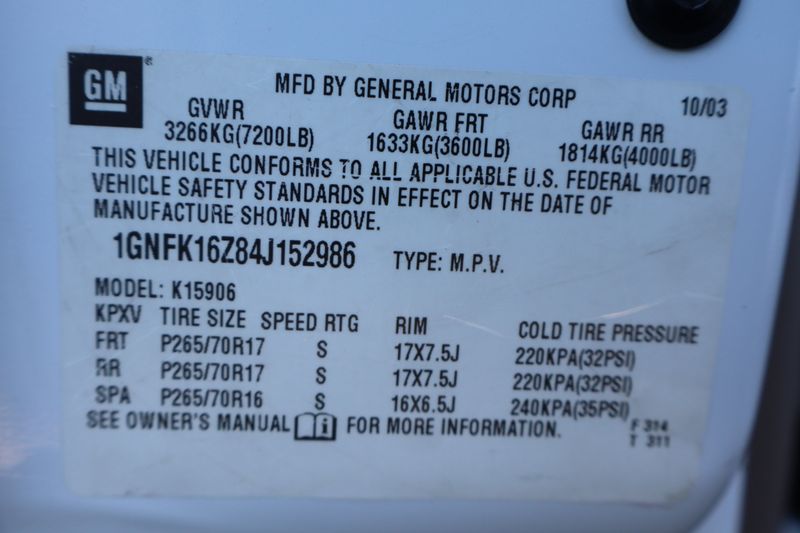 GM
MFD BY GENERAL MOTORS CORP 10/03
GVWR GAWR FRT GAWR RR
3266KG(7200LB) 1633KG(3600LB) 1814KG(4000LB)
THIS VEHICLE CONFORMS TO ALL APPLICABLE U.S. FEDERAL MOTOR
VEHICLE SAFETY STANDARDS IN EFFECT ON THE DATE OF
MANUFACTURE SHOWN ABOVE.
1GNFK16Z84J152986 TYPE: M.P.V.
MODEL: K15906
KPXV TIRE SIZE SPEED RTG RIM COLD TIRE PRESSURE
FRT P265/70R17 S 17X7.5J 220KPA(32PSI)
RR P265/70R17 S 17X7.5J 220KPA(32PSI)
SPA P265/70R16 S 16X6.5J 240KPA(35PSI)
SEE OWNER'S MANUAL i FOR MORE INFORMATION. F 314
T 311